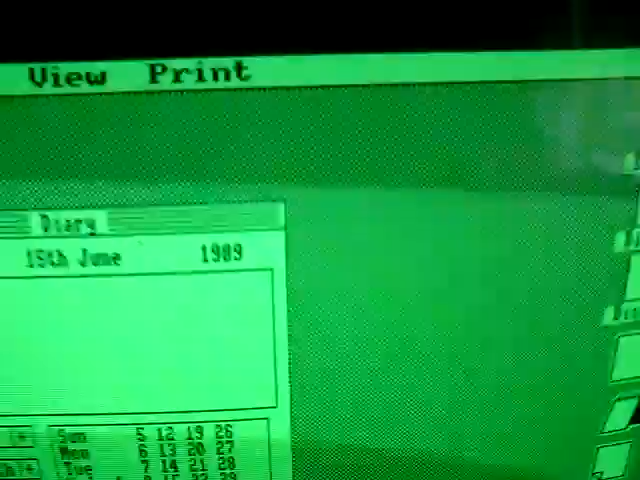 View Print
Diary
15th June 1989
Sun 5 12 19 26
Mon 6 13 20 27
Tue 7 14 21 28